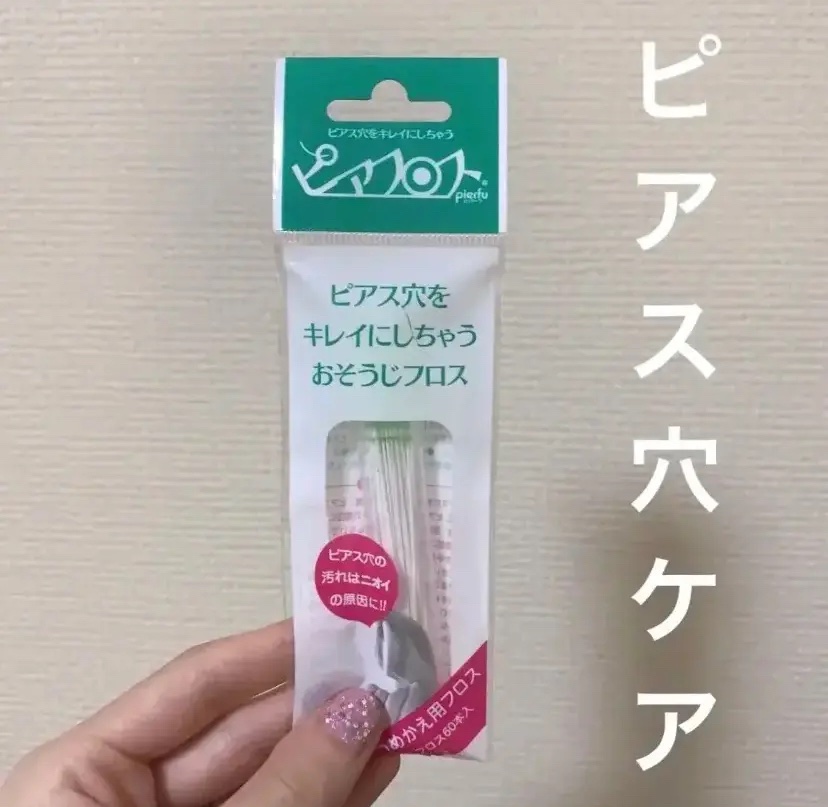 ピアス穴をキレイにしちゃう
ピアフロス
pierfu
ピアス穴を
キレイにしちゃう
おそうじフロス
ピアス穴の
汚れはニオイ
の原因に!!
めかえ用フロス
フロス60本入
ピアス穴ケア